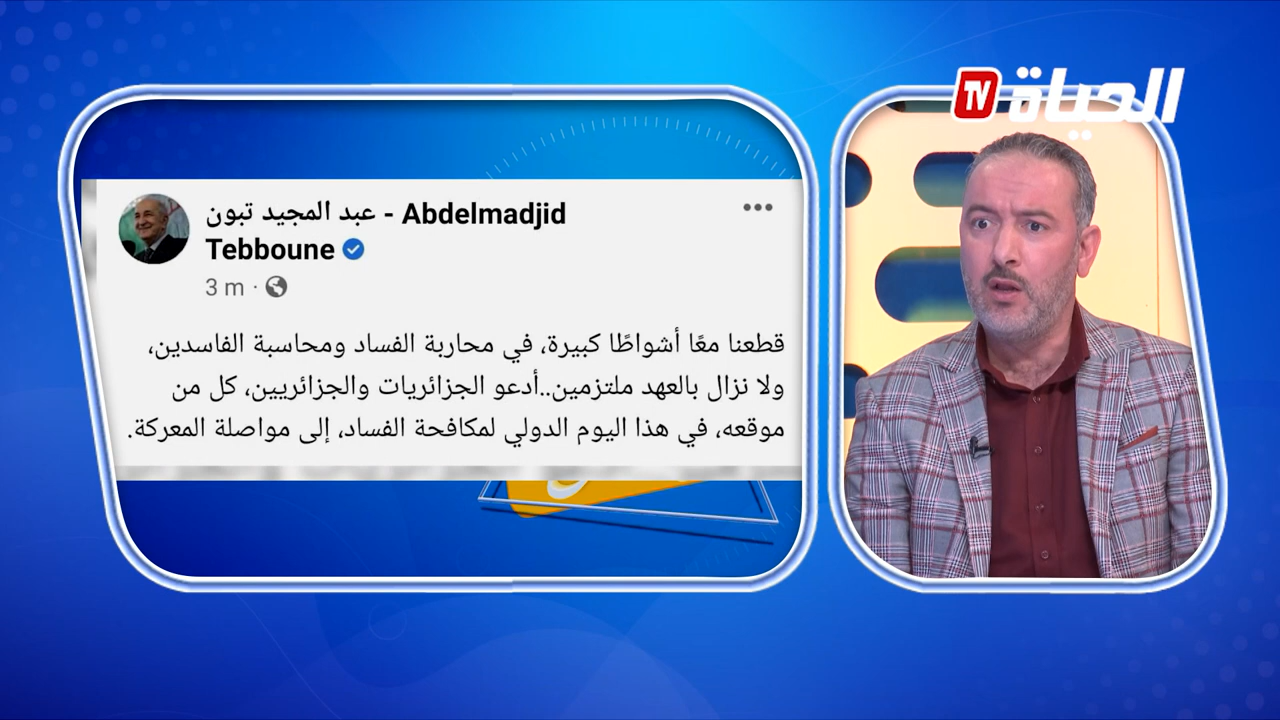 الحياة TV
عبد المجيد تبون - Abdelmadjid
Tebboune
3 m ·
قطعنا معًا أشواطًا كبيرة، في محاربة الفساد ومحاسبة الفاسدين،
ولا نزال بالعهد ملتزمين..أدعو الجزائريات والجزائريين، كل من
موقعه، في هذا اليوم الدولي لمكافحة الفساد، إلى مواصلة المعركة.